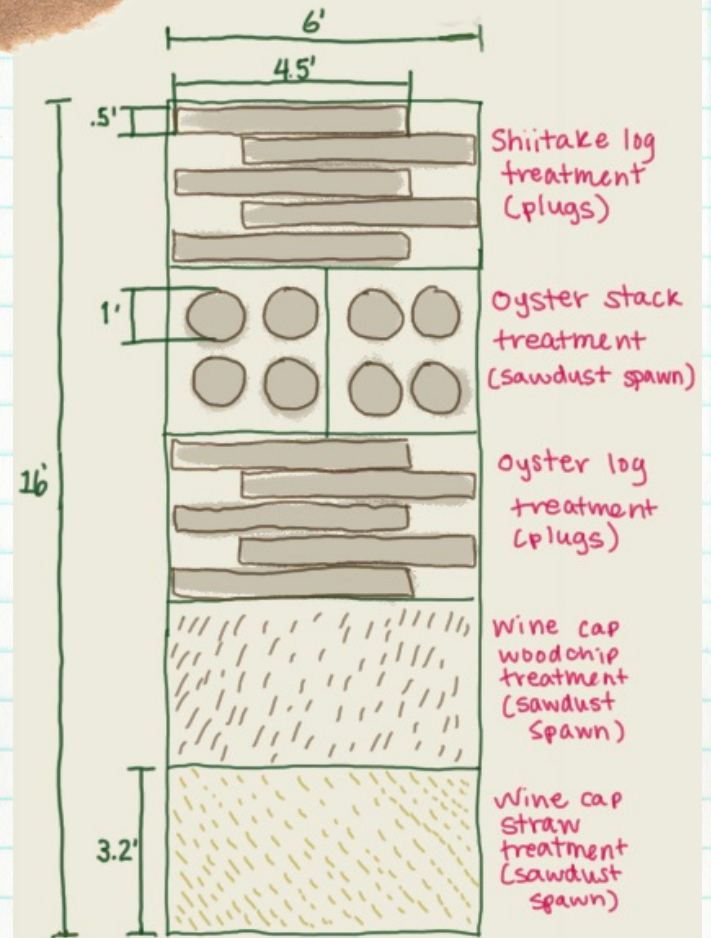 6'
4.5'
.5'
Shiitake log
treatment
(plugs)
1'
Oyster stack
treatment
(sawdust spawn)
16'
Oyster log
treatment
(plugs)
Wine cap
woodchip
treatment
(sawdust
spawn)
3.2'
Wine cap
straw
treatment
(sawdust
spawn)